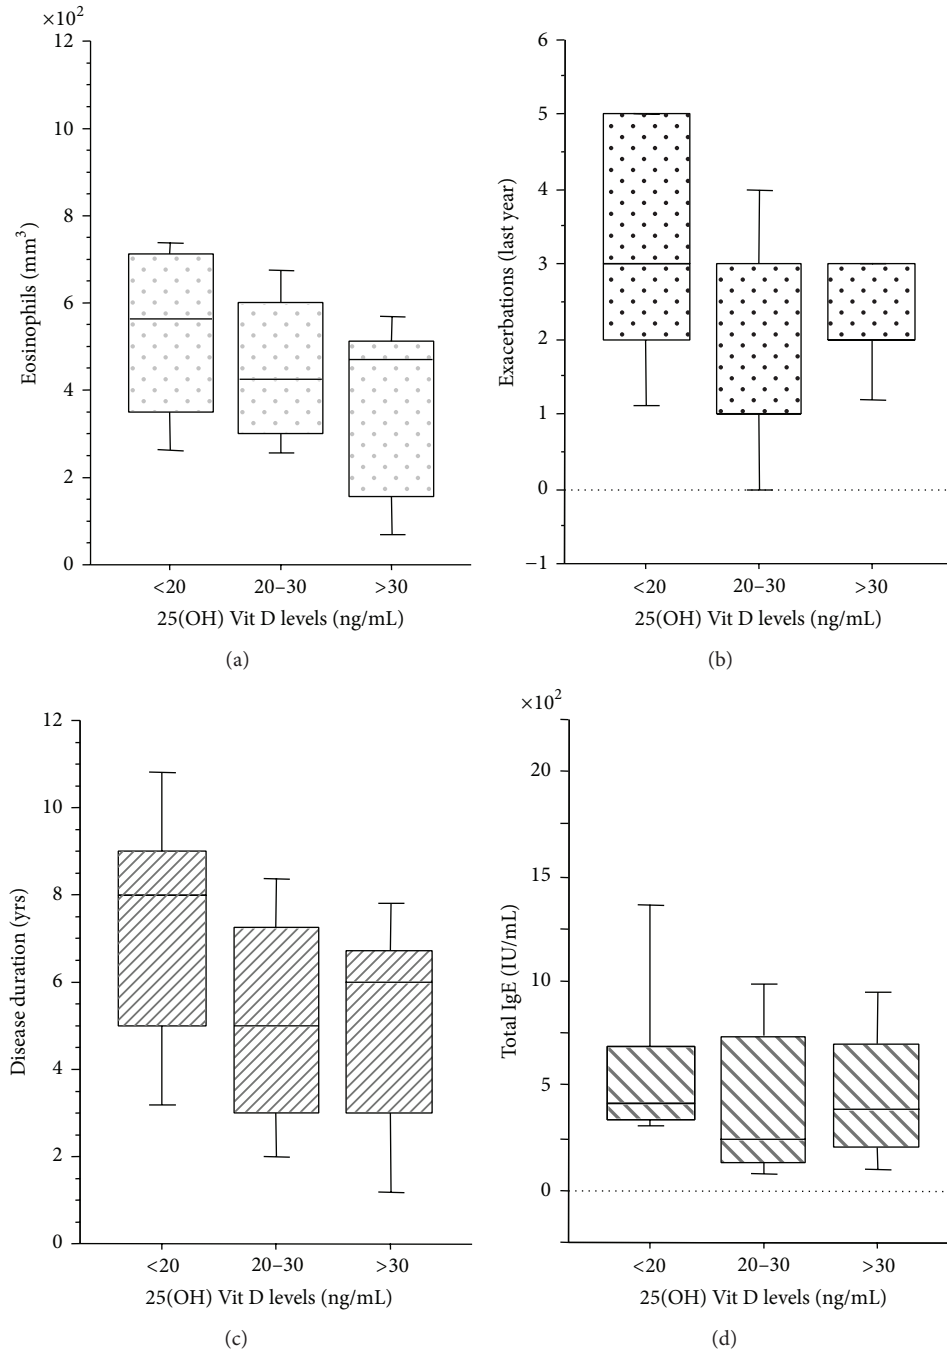 ×10²
12
10
8
6
4
2
0
Eosinophils (mm³)
<20 20–30 >30
25(OH) Vit D levels (ng/mL)
(a)
6
5
4
3
2
1
0
−1
Exacerbations (last year)
<20 20–30 >30
25(OH) Vit D levels (ng/mL)
(b)
12
10
8
6
4
2
0
Disease duration (yrs)
<20 20–30 >30
25(OH) Vit D levels (ng/mL)
(c)
×10²
20
15
10
5
0
Total IgE (IU/mL)
<20 20–30 >30
25(OH) Vit D levels (ng/mL)
(d)